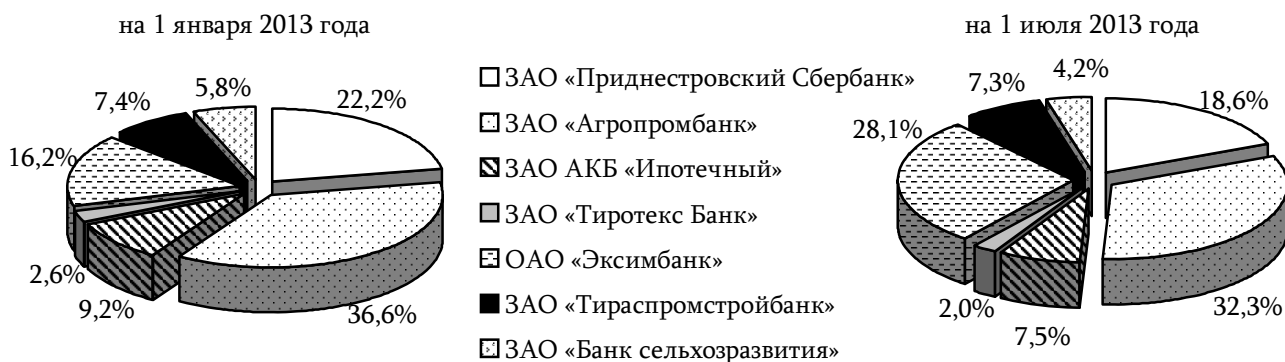 на 1 января 2013 года
5,8%
7,4%
22,2%
16,2%
2,6%
9,2%
36,6%
ЗАО «Приднестровский Сбербанк»
ЗАО «Агропромбанк»
ЗАО АКБ «Ипотечный»
ЗАО «Тиротекс Банк»
ОАО «Эксимбанк»
ЗАО «Тираспромстройбанк»
ЗАО «Банк сельхозразвития»
на 1 июля 2013 года
4,2%
7,3%
18,6%
28,1%
2,0%
7,5%
32,3%